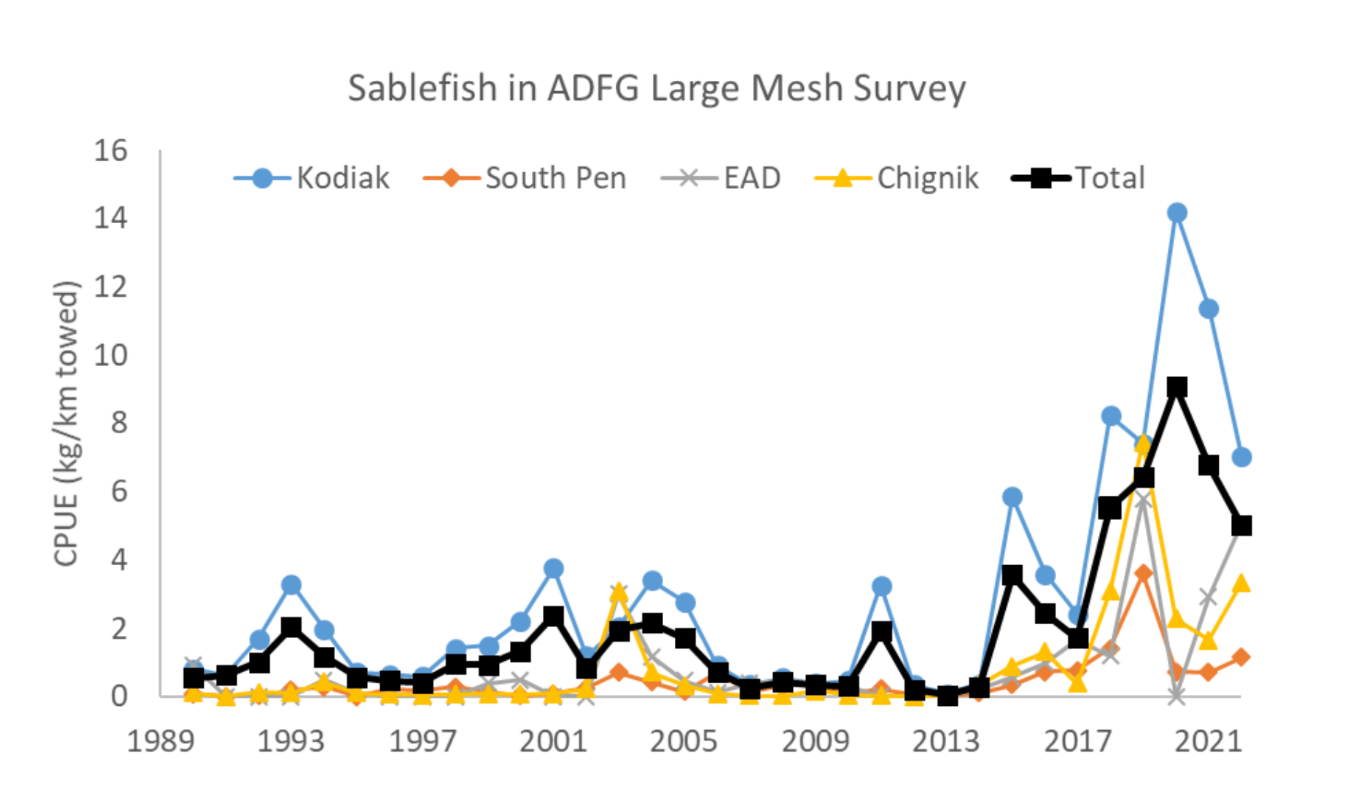 Sablefish in ADFG Large Mesh Survey
16
Kodiak South Pen EAD Chignik Total
14
12
10
8
6
4
2
0
CPUE (kg/km towed)
1989 1993 1997 2001 2005 2009 2013 2017 2021